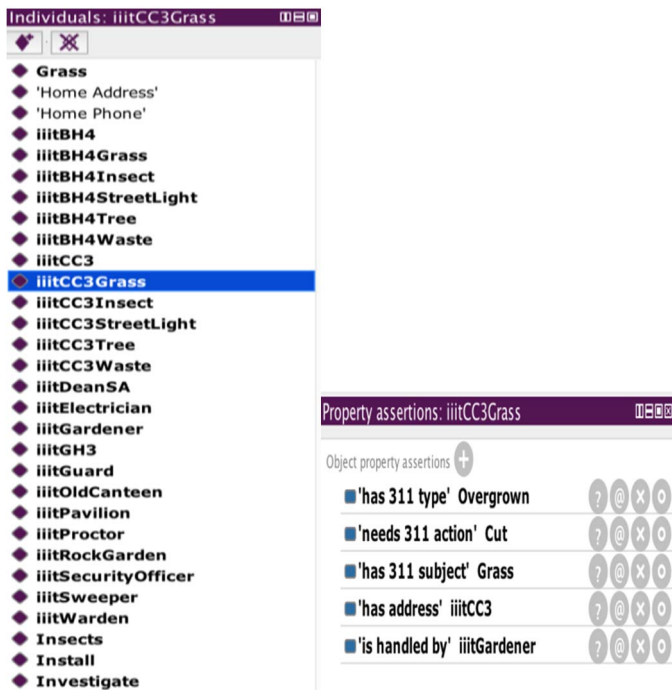 Individuals: iiitCC3Grass
Grass
'Home Address'
'Home Phone'
iiitBH4
iiitBH4Grass
iiitBH4Insect
iiitBH4StreetLight
iiitBH4Tree
iiitBH4Waste
iiitCC3
iiitCC3Grass
iiitCC3Insect
iiitCC3StreetLight
iiitCC3Tree
iiitCC3Waste
iiitDeanSA
iiitElectrician
iiitGardener
iiitGH3
iiitGuard
iiitOldCanteen
iiitPavilion
iiitProctor
iiitRockGarden
iiitSecurityOfficer
iiitSweeper
iiitWarden
Insects
Install
Investigate
Property assertions: iiitCC3Grass
Object property assertions +
'has 311 type' Overgrown ? @ X O
'needs 311 action' Cut ? @ X O
'has 311 subject' Grass ? @ X O
'has address' iiitCC3 ? @ X O
'is handled by' iiitGardener ? @ X O